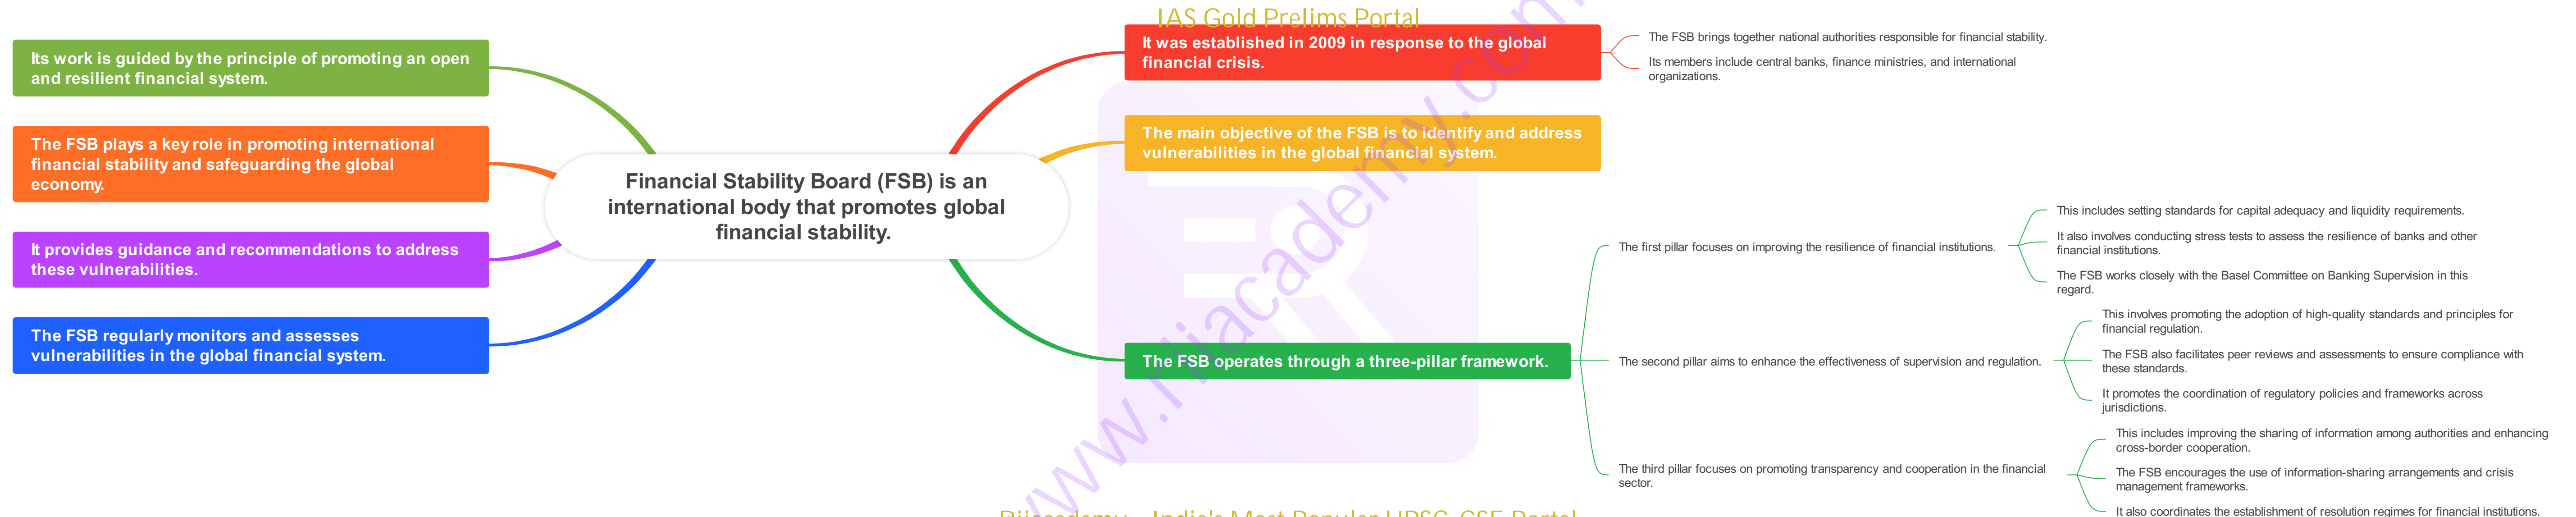 IAS Gold Prelims Portal
Its work is guided by the principle of promoting an open
and resilient financial system.
The FSB plays a key role in promoting international
financial stability and safeguarding the global
economy.
It provides guidance and recommendations to address
these vulnerabilities.
The FSB regularly monitors and assesses
vulnerabilities in the global financial system.
Financial Stability Board (FSB) is an
international body that promotes global
financial stability.
It was established in 2009 in response to the global
financial crisis.
The FSB brings together national authorities responsible for financial stability.
Its members include central banks, finance ministries, and international
organizations.
The main objective of the FSB is to identify and address
vulnerabilities in the global financial system.
The FSB operates through a three-pillar framework.
The first pillar focuses on improving the resilience of financial institutions.
This includes setting standards for capital adequacy and liquidity requirements.
It also involves conducting stress tests to assess the resilience of banks and other
financial institutions.
The FSB works closely with the Basel Committee on Banking Supervision in this
regard.
The second pillar aims to enhance the effectiveness of supervision and regulation.
This involves promoting the adoption of high-quality standards and principles for
financial regulation.
The FSB also facilitates peer reviews and assessments to ensure compliance with
these standards.
It promotes the coordination of regulatory policies and frameworks across
jurisdictions.
The third pillar focuses on promoting transparency and cooperation in the financial
sector.
This includes improving the sharing of information among authorities and enhancing
cross-border cooperation.
The FSB encourages the use of information-sharing arrangements and crisis
management frameworks.
It also coordinates the establishment of resolution regimes for financial institutions.
www.rijacademy.com
India's Most Popular UPSC CSE Portal